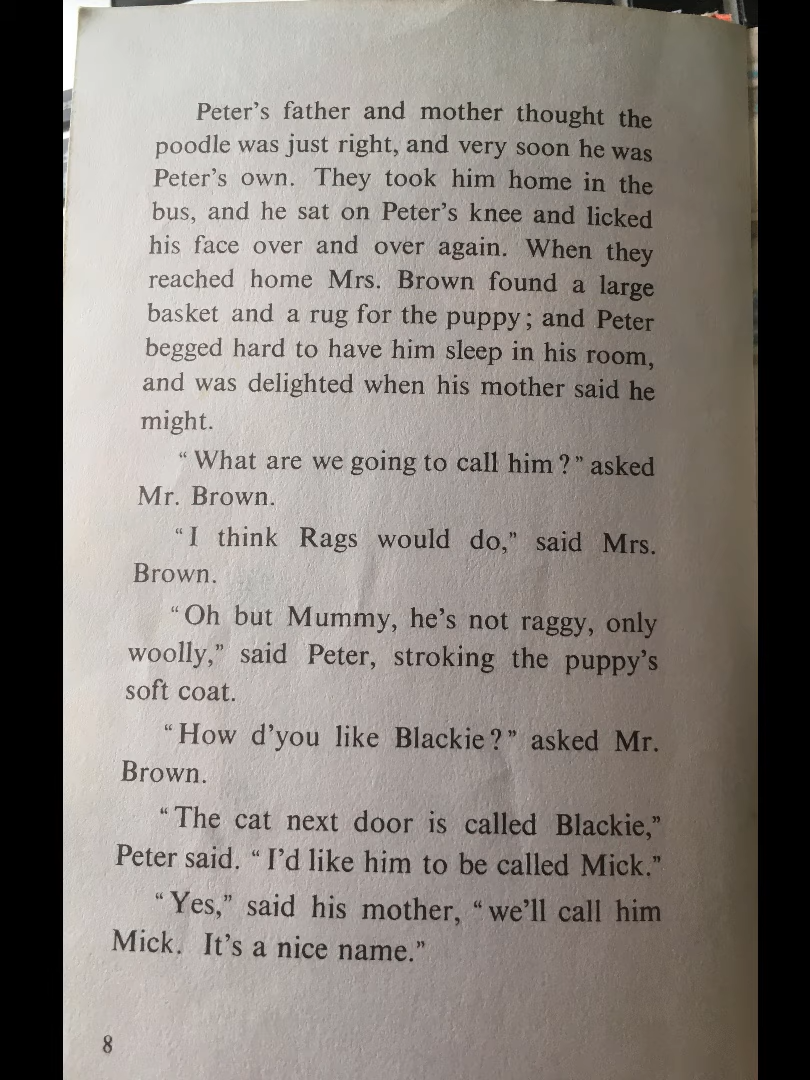 Peter's father and mother thought the
poodle was just right, and very soon he was
Peter's own. They took him home in the
bus, and he sat on Peter's knee and licked
his face over and over again. When they
reached home Mrs. Brown found a large
basket and a rug for the puppy; and Peter
begged hard to have him sleep in his room,
and was delighted when his mother said he
might.
“What are we going to call him?” asked
Mr. Brown.
“I think Rags would do,” said Mrs.
Brown.
“Oh but Mummy, he's not raggy, only
woolly,” said Peter, stroking the puppy's
soft coat.
“How d'you like Blackie?” asked Mr.
Brown.
“The cat next door is called Blackie,”
Peter said. “I'd like him to be called Mick.”
“Yes,” said his mother, “we'll call him
Mick. It's a nice name.”
8